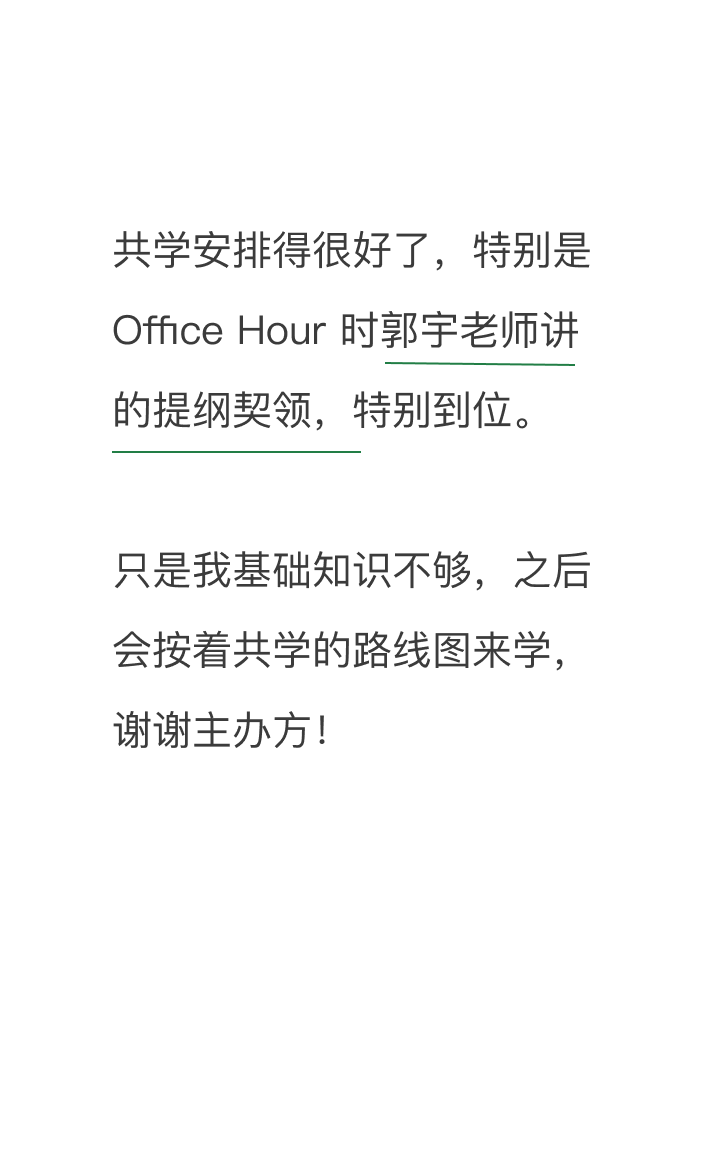 共学安排得很好了，特别是
Office Hour 时郭宇老师讲
的提纲契领，特别到位。
只是我基础知识不够，之后
会按着共学的路线图来学，
谢谢主办方！